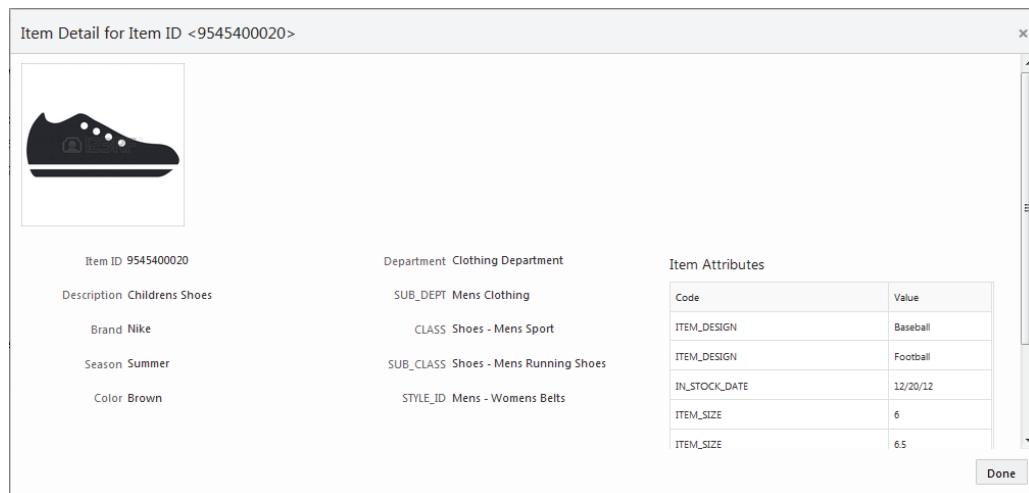 Item Detail for Item ID <9545400020>
×
Item ID 9545400020
Description Childrens Shoes
Brand Nike
Season Summer
Color Brown
Department Clothing Department
SUB_DEPT Mens Clothing
CLASS Shoes - Mens Sport
SUB_CLASS Shoes - Mens Running Shoes
STYLE_ID Mens - Womens Belts
Item Attributes
Code Value
ITEM_DESIGN Baseball
ITEM_DESIGN Football
IN_STOCK_DATE 12/20/12
ITEM_SIZE 6
ITEM_SIZE 6.5
Done